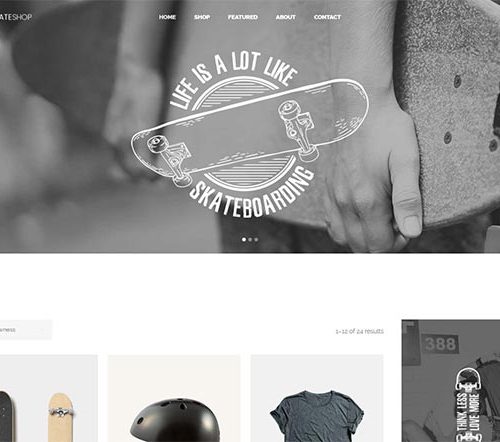 ATESHOP
HOME SHOP FEATURED ABOUT CONTACT
LIFE IS A LOT LIKE
SKATEBOARDING
1–12 of 24 results
388
THINK LESS
LOVE MORE